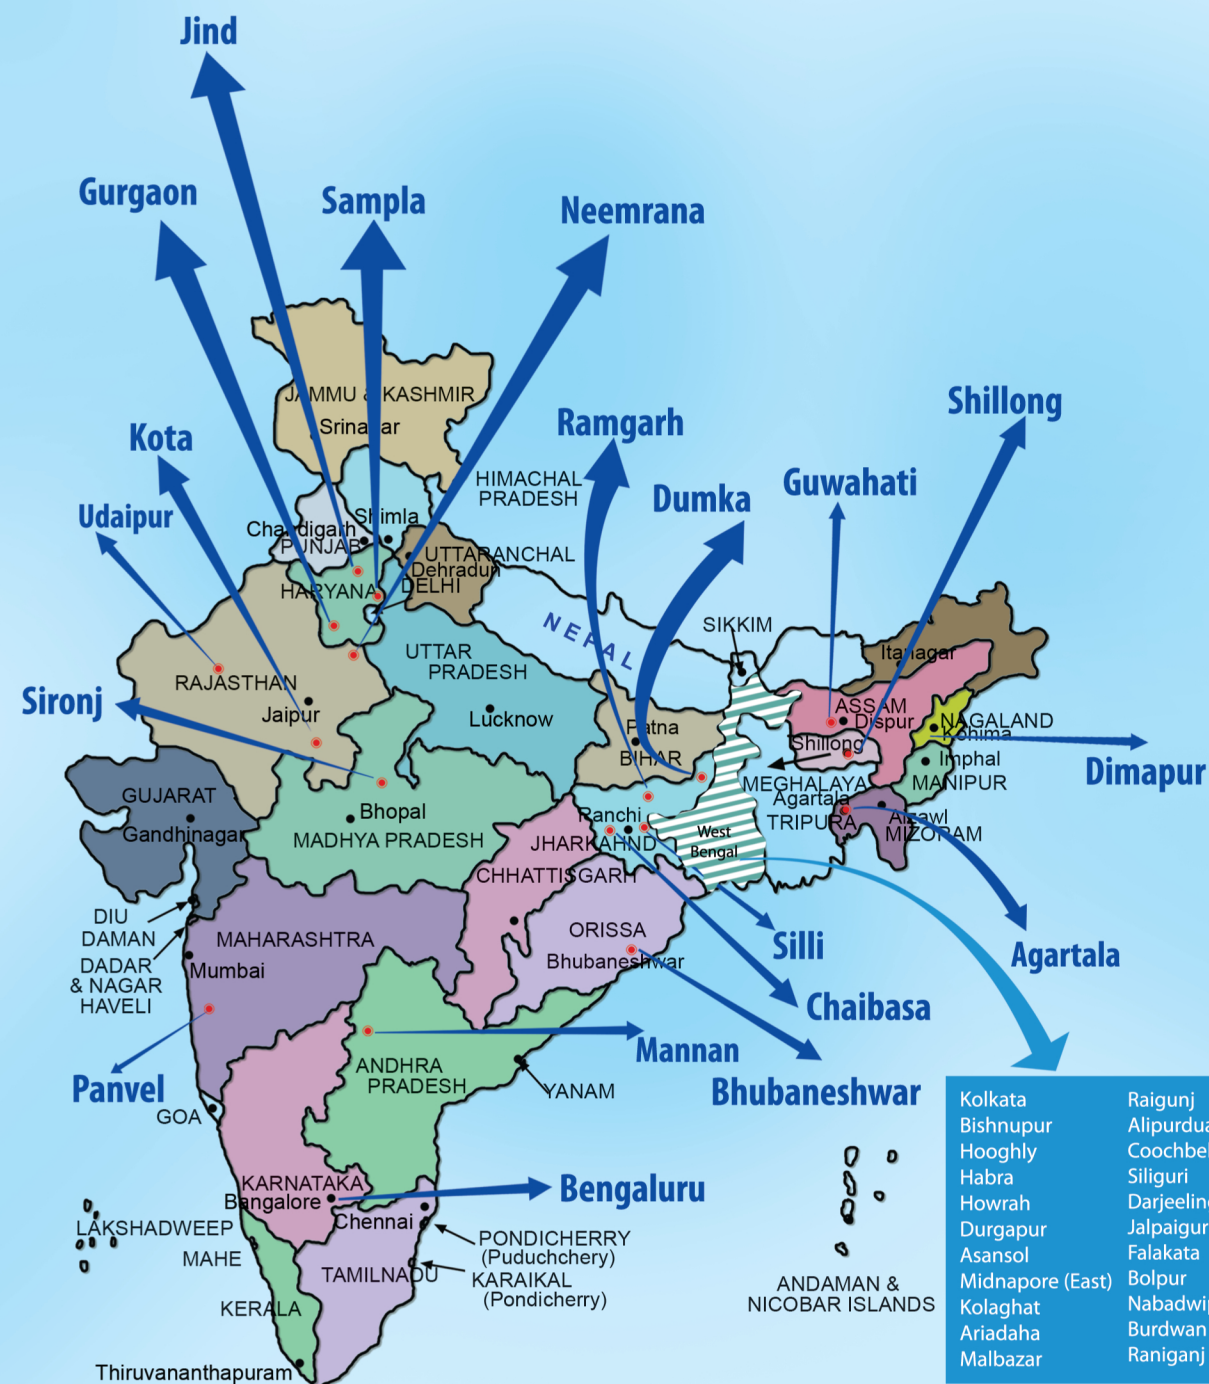 Jind
Gurgaon
Sampla
Neemrana
JAMMU & KASHMIR
Srinagar
Kota
Udaipur
Ramgarh
Dumka
Guwahati
Shillong
HIMACHAL
PRADESH
Shimla
Chandigarh
PUNJAB
UTTARANCHAL
Dehradun
DELHI
HARYANA
NEPAL
SIKKIM
Itanagar
UTTAR
PRADESH
Lucknow
RAJASTHAN
Jaipur
Sironj
Patna
BIHAR
ASSAM
Dispur
Shillong
NAGALAND
Kohima
Imphal
MANIPUR
Dimapur
MEGHALAYA
Agartala
TRIPURA
Aizawl
MIZORAM
GUJARAT
Gandhinagar
Bhopal
MADHYA PRADESH
Ranchi
JHARKAHND
West
Bengal
CHHATTISGARH
DIU
DAMAN
DADAR
& NAGAR
HAVELI
MAHARASHTRA
Mumbai
ORISSA
Bhubaneshwar
Silli
Agartala
Chaibasa
Mannan
Bhubaneshwar
Panvel
GOA
ANDHRA
PRADESH
YANAM
KARNATAKA
Bangalore
Bengaluru
Chennai
LAKSHADWEEP
MAHE
PONDICHERRY
(Puduchchery)
TAMILNADU
KARAIKAL
(Pondicherry)
KERALA
Thiruvananthapuram
ANDAMAN &
NICOBAR ISLANDS
Kolkata
Bishnupur
Hooghly
Habra
Howrah
Durgapur
Asansol
Midnapore (East)
Kolaghat
Ariadaha
Malbazar
Raigunj
Siliguri
Falakata
Bolpur
Burdwan
Raniganj